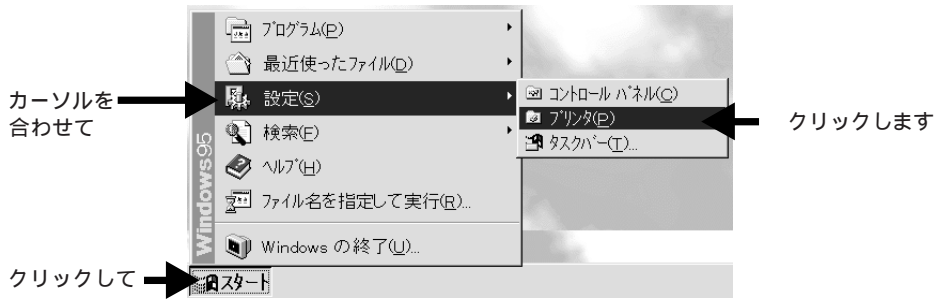 プログラム(P)
最近使ったファイル(D)
カーソルを
合わせて
設定(S)
コントロール パネル(C)
プリンタ(P)
タスクバー(T)...
クリックします
検索(F)
ヘルプ(H)
ファイル名を指定して実行(R)...
Windows の終了(U)...
Windows95
クリックして
スタート